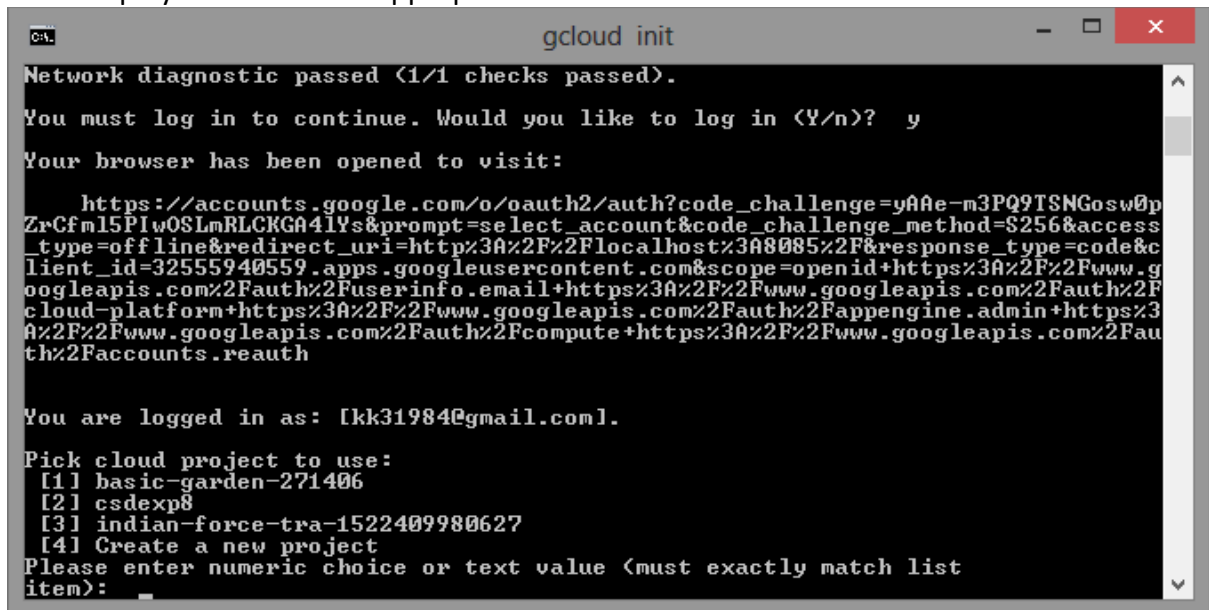 gcloud init
Network diagnostic passed (1/1 checks passed).
You must log in to continue. Would you like to log in (Y/n)? y
Your browser has been opened to visit:
https://accounts.google.com/o/oauth2/auth?code_challenge=yAAe-m3PQ9TSNGosw0p
ZrCfml5PIwOSLmRLCKGA4lYs&prompt=select_account&code_challenge_method=S256&access
_type=offline&redirect_uri=http%3A%2F%2Flocalhost%3A8085%2F&response_type=code&c
lient_id=32555940559.apps.googleusercontent.com&scope=openid+https%3A%2F%2Fwww.g
oogleapis.com%2Fauth%2Fuserinfo.email+https%3A%2F%2Fwww.googleapis.com%2Fauth%2F
cloud-platform+https%3A%2F%2Fwww.googleapis.com%2Fauth%2Fappengine.admin+https%3
A%2F%2Fwww.googleapis.com%2Fauth%2Fcompute+https%3A%2F%2Fwww.googleapis.com%2Fau
th%2Faccounts.reauth
You are logged in as: [kk31984@gmail.com].
Pick cloud project to use:
[1] basic-garden-271406
[2] csdexp8
[3] indian-force-tra-1522409980627
[4] Create a new project
Please enter numeric choice or text value (must exactly match list
item): _